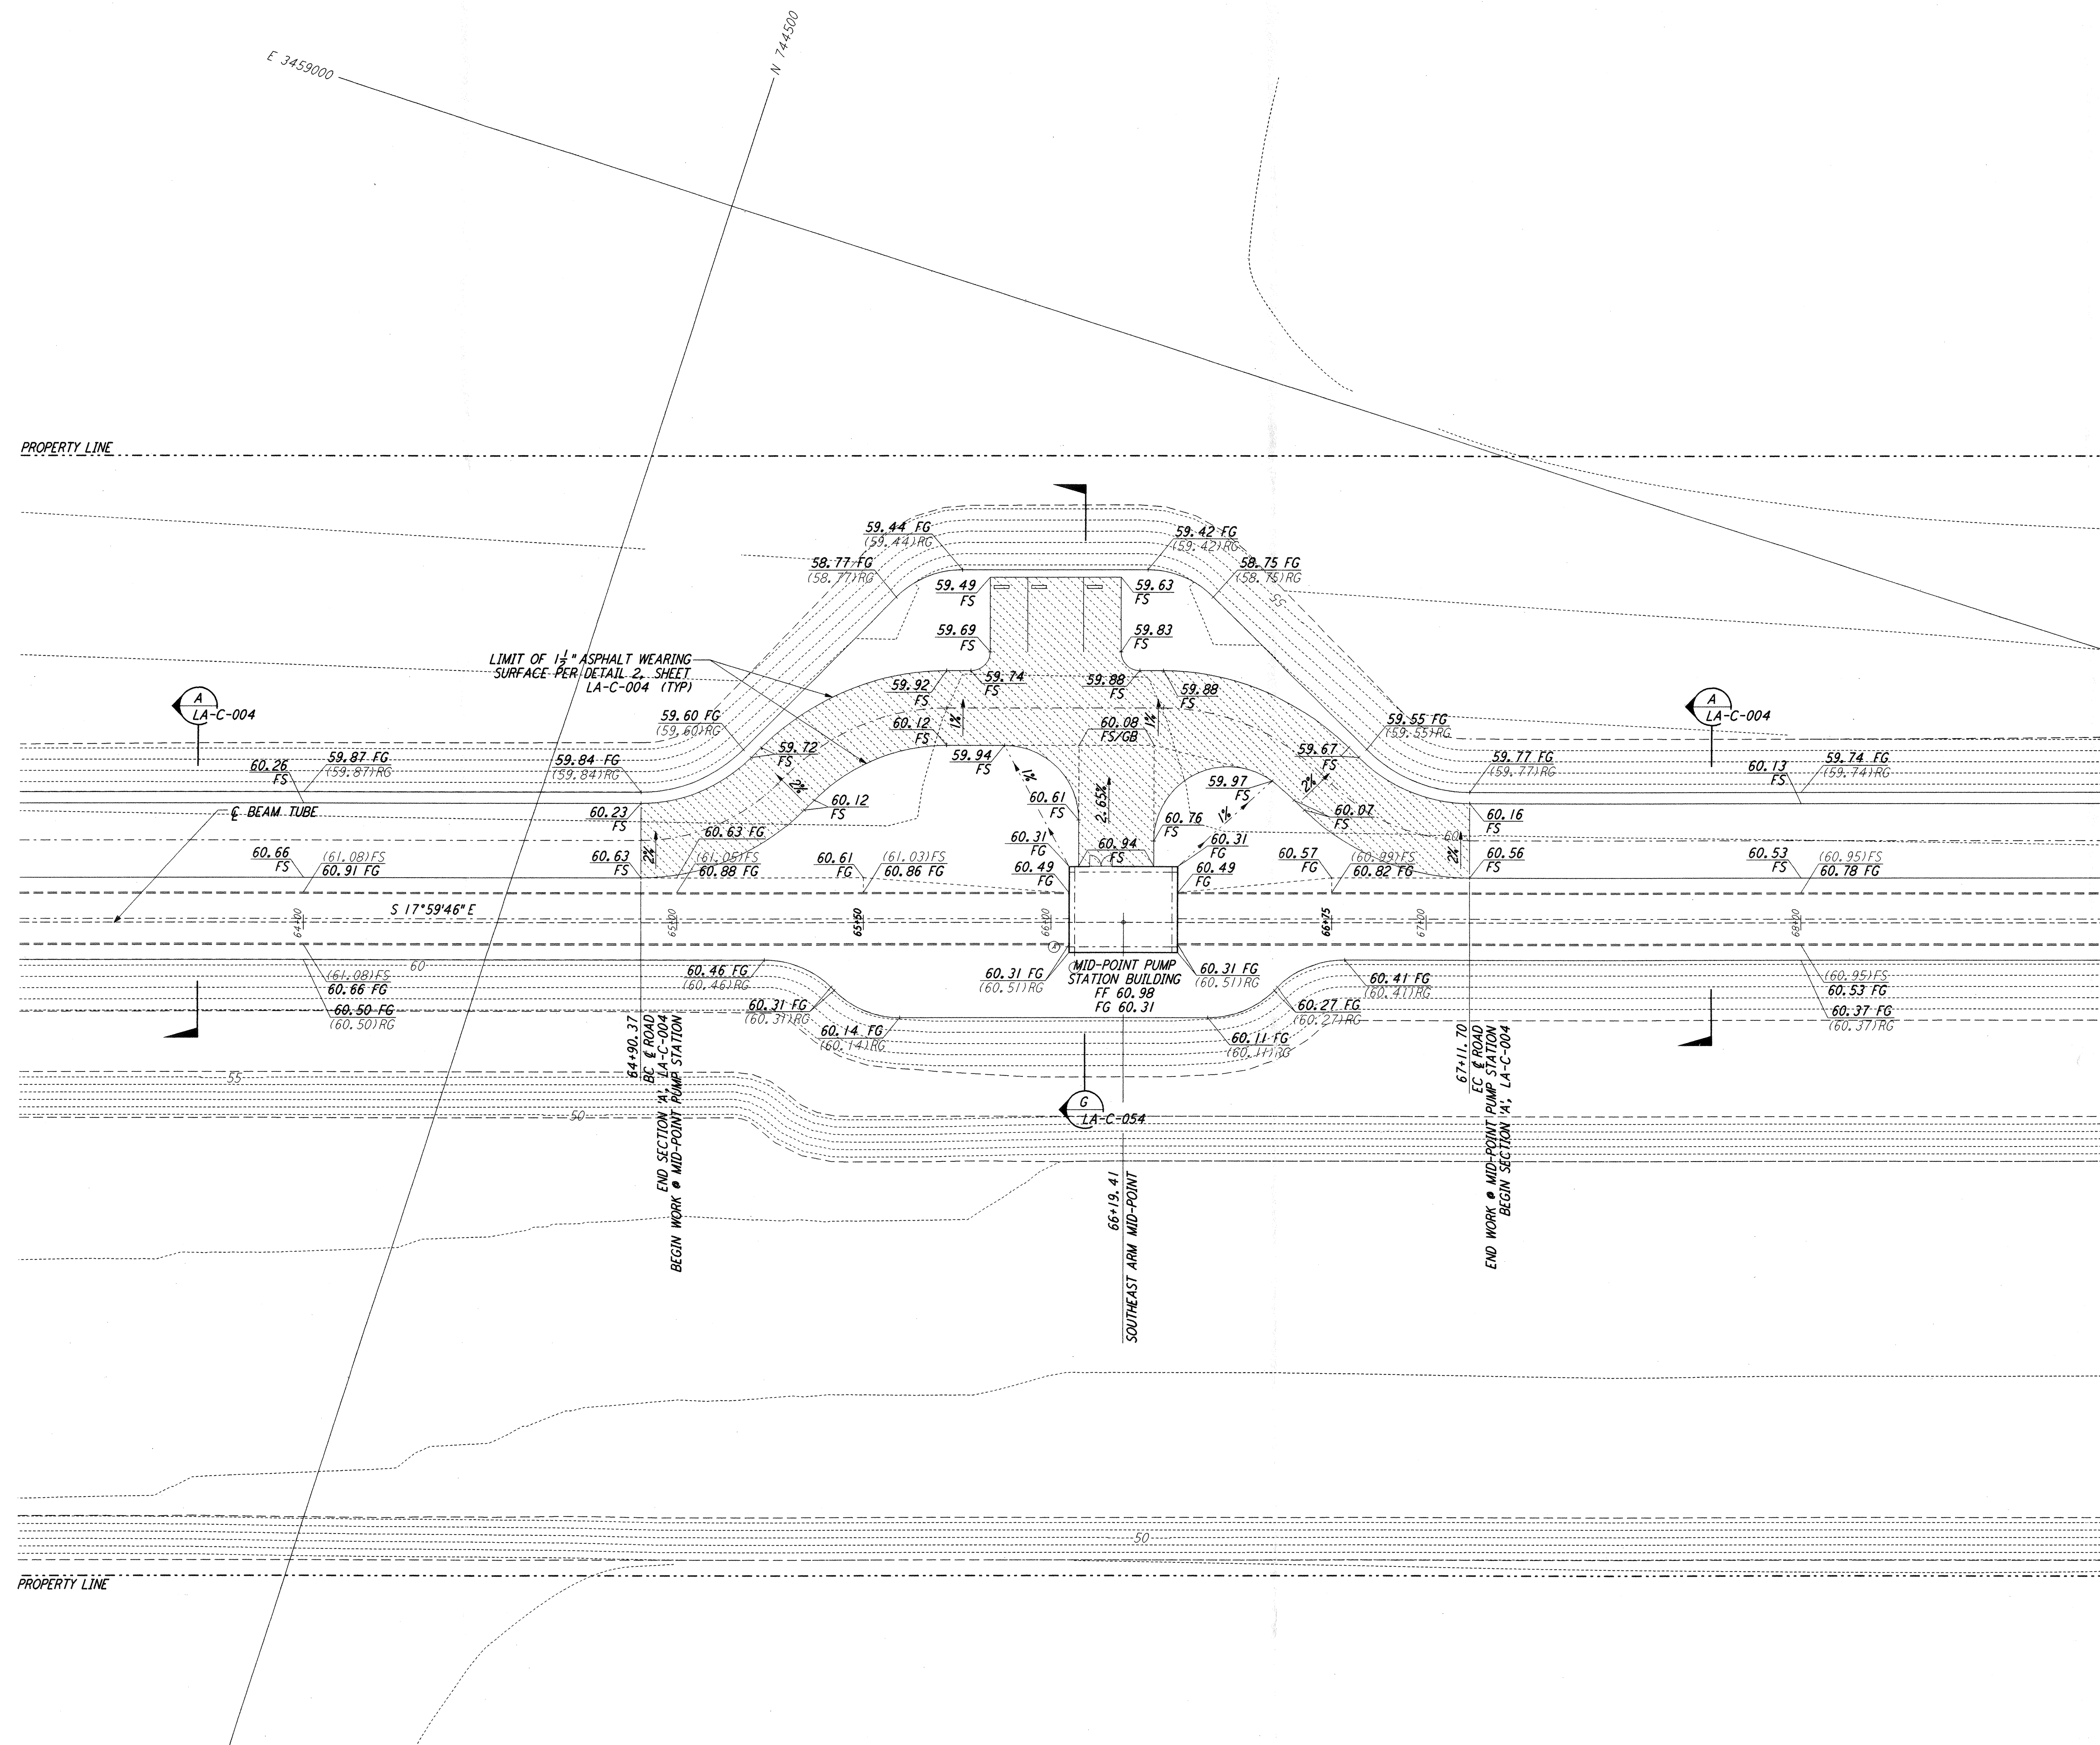 E 3459000
N 744500
PROPERTY LINE
59.44 FG
(59.44)RG
59.42 FG
(59.42)RG
58.77 FG
(58.77)RG
58.75 FG
(58.75)RG
55
59.49
FS
59.63
FS
59.69
FS
59.83
FS
LIMIT OF 1½" ASPHALT WEARING
SURFACE PER DETAIL 2, SHEET
LA-C-004 (TYP)
59.92
FS
59.74
FS
59.88
FS
59.88
FS
A
LA-C-004
59.60 FG
(59.60)RG
60.12
FS
1%
60.08
FS/GB
1%
59.55 FG
(59.55)RG
A
LA-C-004
59.72
FS
59.94
FS
59.67
FS
60.26
FS
59.87 FG
(59.87)RG
59.84 FG
(59.84)RG
2%
1%
2.65%
59.97
FS
2%
1%
59.77 FG
(59.77)RG
60.13
FS
59.74 FG
(59.74)RG
℄ BEAM TUBE
60.23
FS
60.12
FS
60.61
FS
60.76
FS
60.07
FS
60.16
FS
60
60.63 FG
60.31
FG
60.94
FS
60.31
FG
60.66
FS
(61.08)FS
60.91 FG
60.63
FS
2%
(61.05)FS
60.88 FG
60.61
FG
(61.03)FS
60.86 FG
60.49
FG
60.49
FG
60.57
FG
(60.99)FS
60.82 FG
2%
60.56
FS
60.53
FS
(60.95)FS
60.78 FG
S 17°59'46" E
64+00
65+00
65+50
66+00
66+75
67+00
68+00
60
(61.08)FS
60.66 FG
60.50 FG
(60.50)RG
60.46 FG
(60.46)RG
60.31 FG
(60.31)RG
60.14 FG
(60.14)RG
60.31 FG
(60.51)RG
MID-POINT PUMP
STATION BUILDING
FF 60.98
FG 60.31
60.31 FG
(60.51)RG
60.41 FG
(60.41)RG
60.27 FG
(60.27)RG
60.11 FG
(60.11)RG
(60.95)FS
60.53 FG
60.37 FG
(60.37)RG
64+90.37
BC ℄ ROAD
END SECTION 'A', LA-C-004
BEGIN WORK @ MID-POINT PUMP STATION
67+11.70
EC ℄ ROAD
END WORK @ MID-POINT PUMP STATION
BEGIN SECTION 'A', LA-C-004
55
50
G
LA-C-054
66+19.41
SOUTHEAST ARM MID-POINT
50
PROPERTY LINE